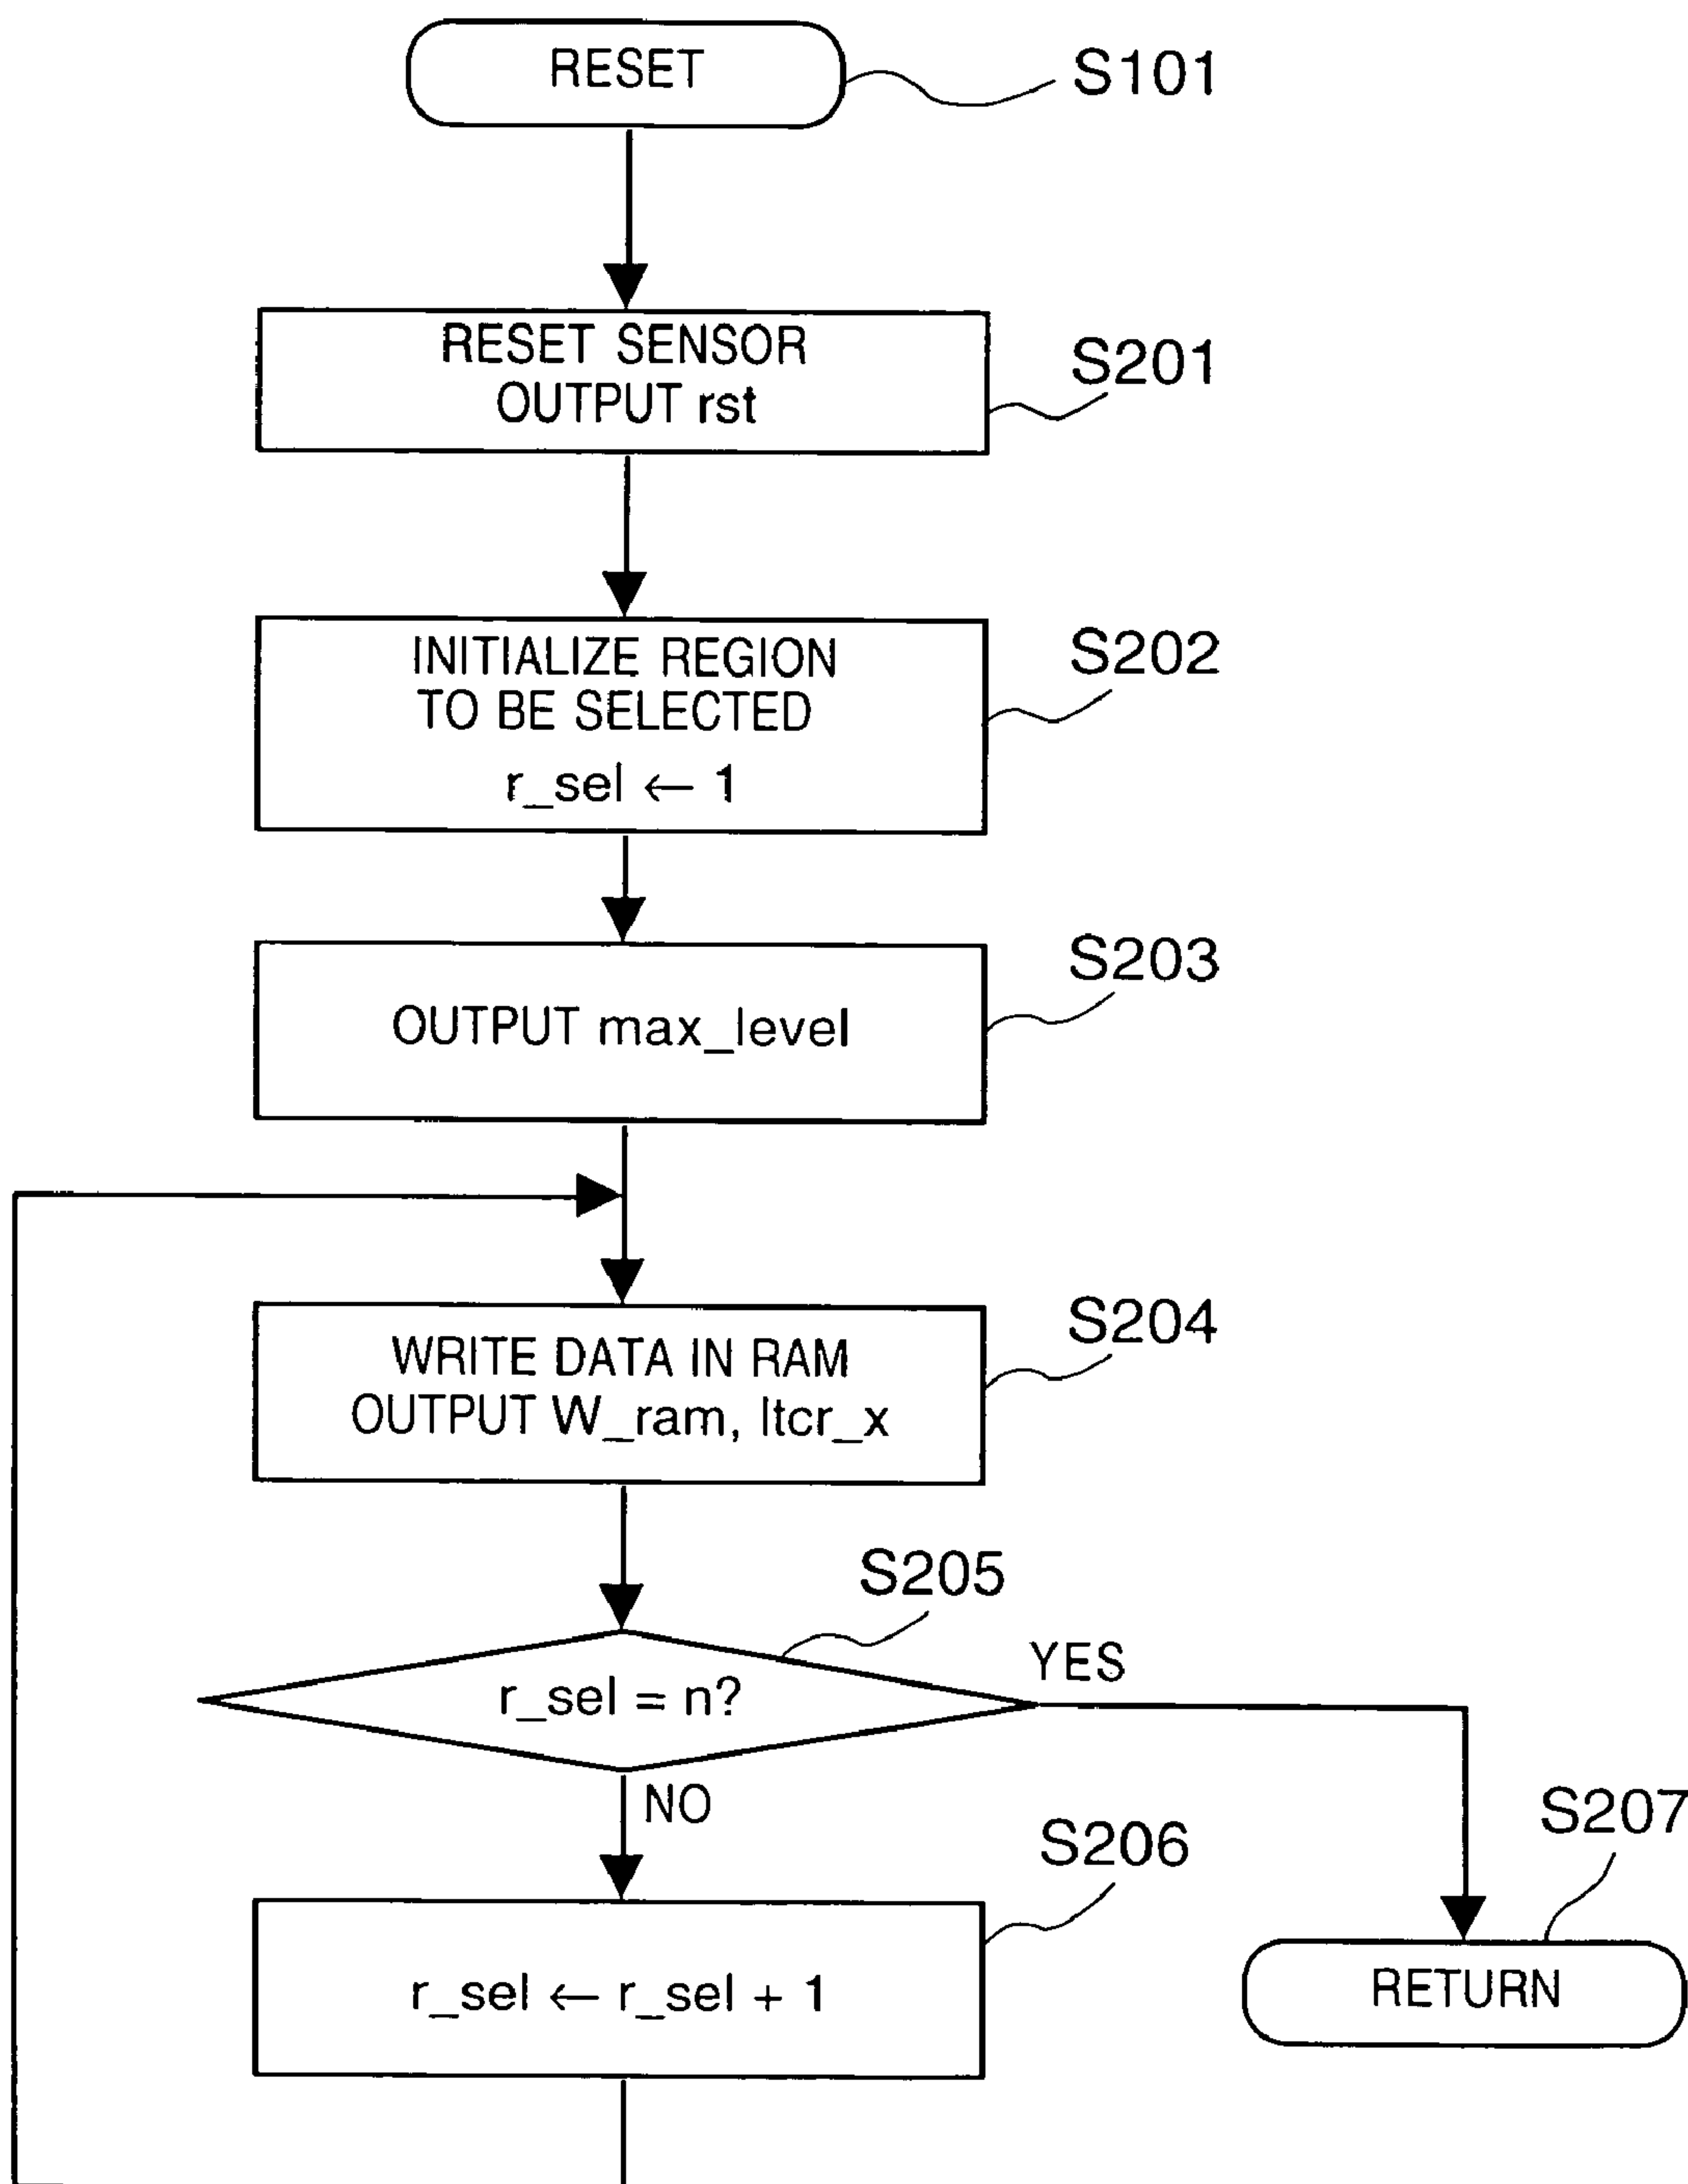 RESET
S101
RESET SENSOR
OUTPUT rst
S201
INITIALIZE REGION
TO BE SELECTED
r_sel ← 1
S202
OUTPUT max_level
S203
WRITE DATA IN RAM
OUTPUT W_ram, ltcr_x
S204
S205
r_sel = n?
YES
NO
S206
r_sel ← r_sel + 1
S207
RETURN